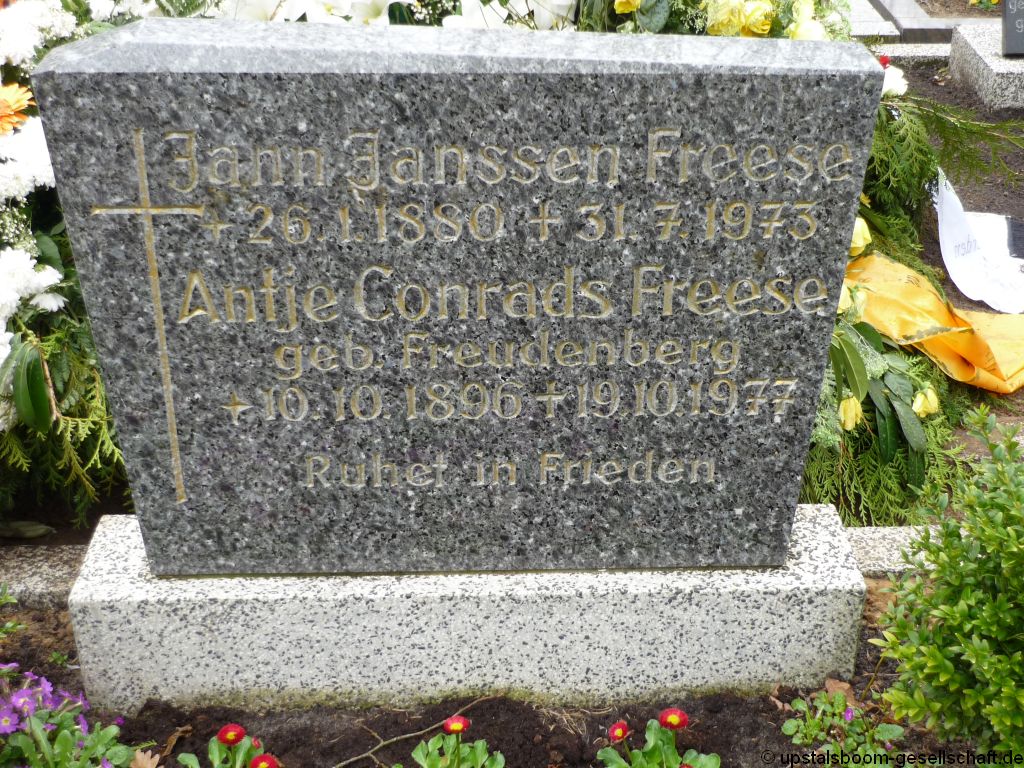 Jann Janssen Freese
+ 26.1.1880 + 31.7.1973
Antje Conrads Freese
geb. Freudenberg
+ 10.10.1896 + 19.10.1977
Ruhet in Frieden
© upstalsboom-gesellschaft.de